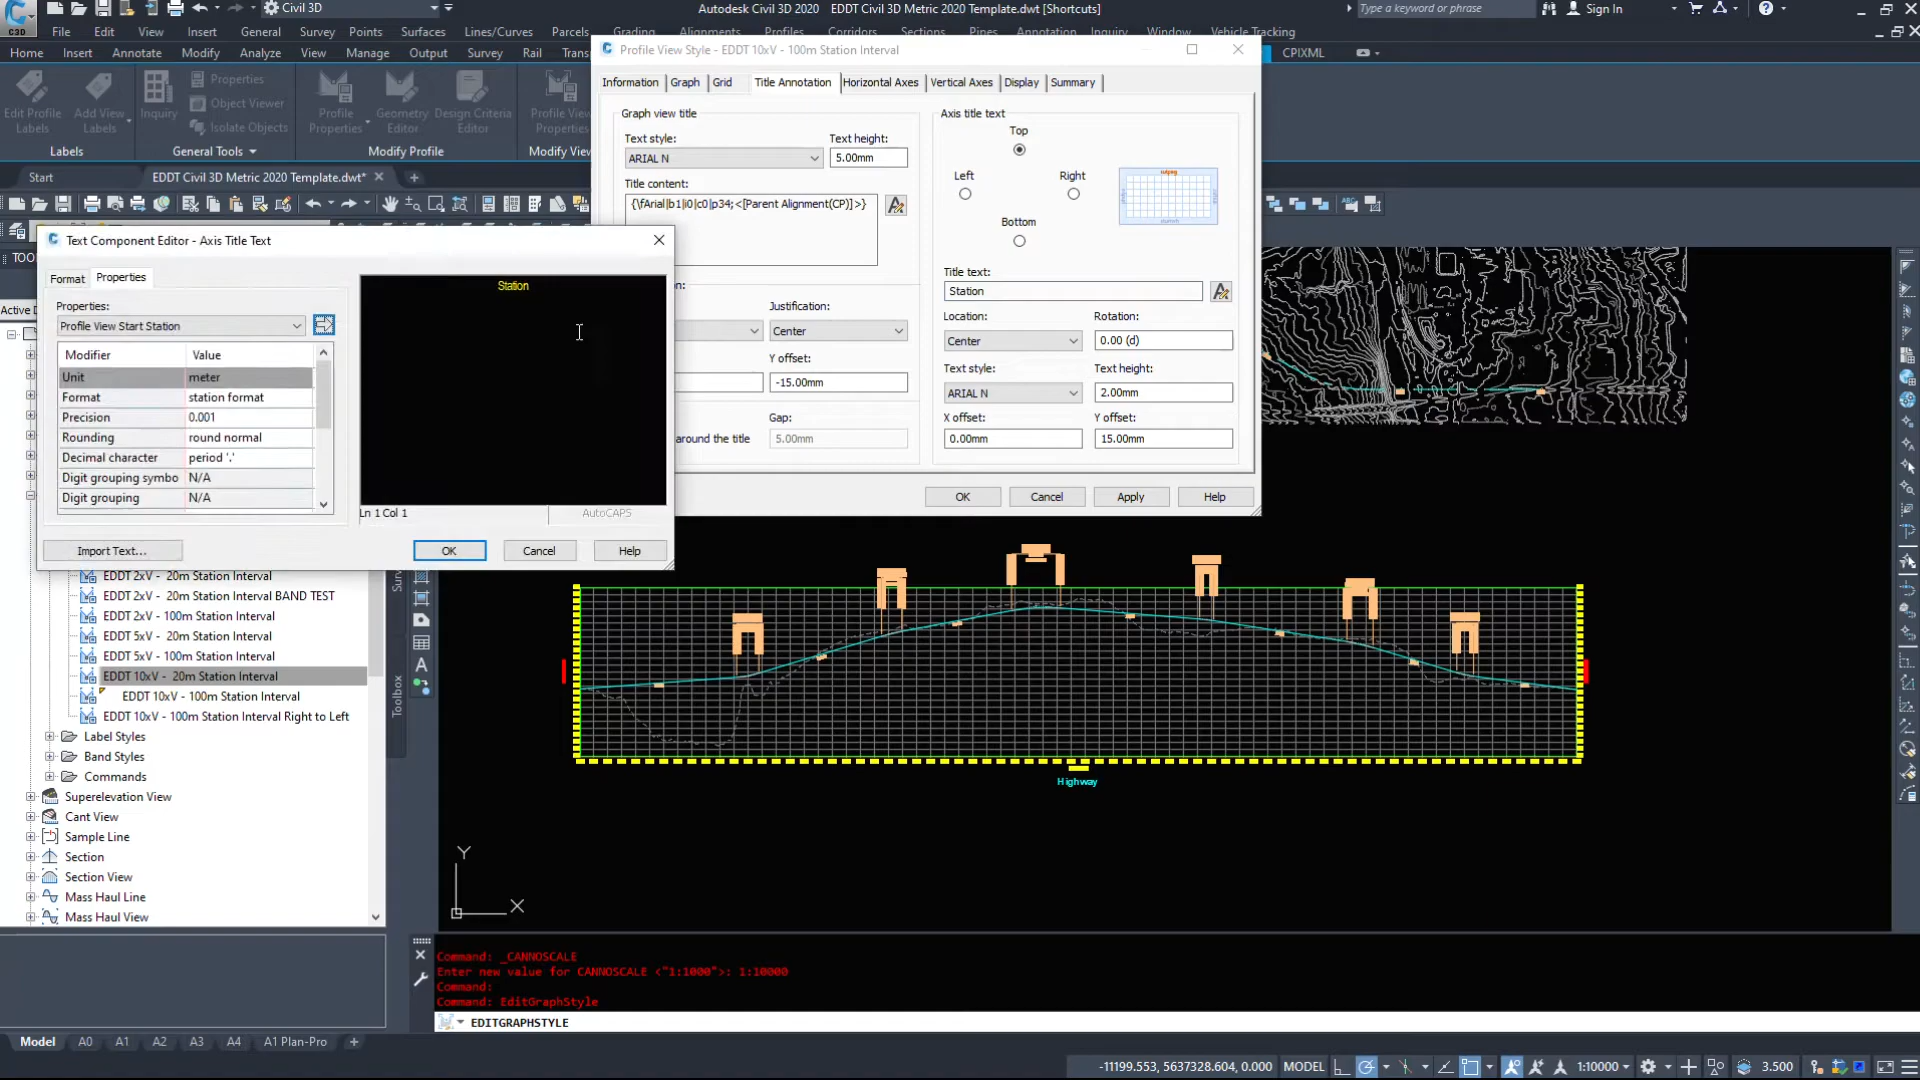 Civil 3D
Autodesk Civil 3D 2020 EDDT Civil 3D Metric 2020 Template.dwt [Shortcuts]
Type a keyword or phrase
Sign In
C3D
File Edit View Insert General Survey Points Surfaces Lines/Curves Parcels Grading Alignments Profiles Corridors Sections Pipes Annotation Inquiry Window Vehicle Tracking
Home Insert Annotate Modify Analyze View Manage Output Survey Rail
CPIXML
Edit Profile Labels
Add View Labels
Inquiry
Properties
Object Viewer
Isolate Objects
Profile Properties
Geometry Editor
Design Criteria Editor
Labels
General Tools
Modify Profile
Start
EDDT Civil 3D Metric 2020 Template.dwt*
Profile View Style - EDDT 10xV - 100m Station Interval
Information Graph Grid Title Annotation Horizontal Axes Vertical Axes Display Summary
Graph view title
Text style:
Text height:
ARIAL N
5.00mm
Title content:
{\fArial|b1|i0|c0|p34;<[Parent Alignment(CP)]>}
Justification:
Center
Y offset:
-15.00mm
Gap:
around the title
5.00mm
Axis title text
Top
Left
Right
Bottom
Title text:
Station
Location:
Rotation:
Center
0.00 (d)
Text style:
Text height:
ARIAL N
2.00mm
X offset:
Y offset:
0.00mm
15.00mm
OK
Cancel
Apply
Help
Text Component Editor - Axis Title Text
Format
Properties
Properties:
Profile View Start Station
Modifier Value
Unit meter
Format station format
Precision 0.001
Rounding round normal
Decimal character period '.'
Digit grouping symbo N/A
Digit grouping N/A
Station
Ln 1 Col 1
AutoCAPS
Import Text...
OK
Cancel
Help
EDDT 2xV - 20m Station Interval
EDDT 2xV - 20m Station Interval BAND TEST
EDDT 2xV - 100m Station Interval
EDDT 5xV - 20m Station Interval
EDDT 5xV - 100m Station Interval
EDDT 10xV - 20m Station Interval
EDDT 10xV - 100m Station Interval
EDDT 10xV - 100m Station Interval Right to Left
Label Styles
Band Styles
Commands
Superelevation View
Cant View
Sample Line
Section
Section View
Mass Haul Line
Mass Haul View
Toolbox
Highway
Y
X
Command: _CANNOSCALE
Enter new value for CANNOSCALE <"1:1000">: 1:10000
Command:
Command: EditGraphStyle
EDITGRAPHSTYLE
Model A0 A1 A2 A3 A4 A1 Plan-Pro
-11199.553, 5637328.604, 0.000 MODEL
1:10000
3.500